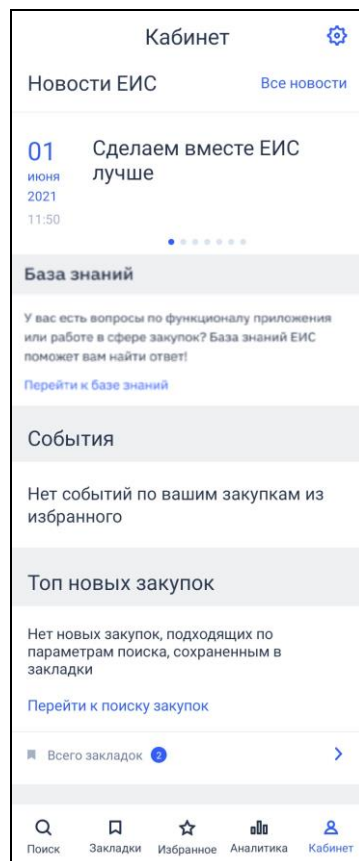 Кабинет
Новости ЕИС
Все новости
01
июня
2021
11:50
Сделаем вместе ЕИС
лучше
База знаний
У вас есть вопросы по функционалу приложения
или работе в сфере закупок? База знаний ЕИС
поможет вам найти ответ!
Перейти к базе знаний
События
Нет событий по вашим закупкам из
избранного
Топ новых закупок
Нет новых закупок, подходящих по
параметрам поиска, сохраненным в
закладки
Перейти к поиску закупок
Всего закладок 2
Поиск
Закладки
Избранное
Аналитика
Кабинет